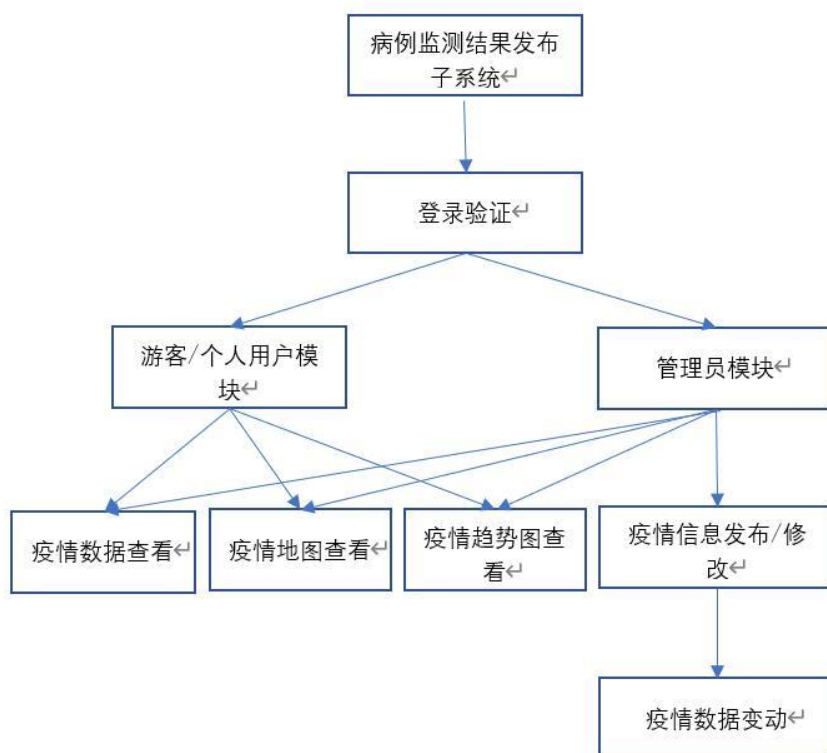 病例监测结果发布
子系统↵
登录验证↵
游客/个人用户模
块↵
管理员模块↵
疫情数据查看↵
疫情地图查看↵
疫情趋势图查
看↵
疫情信息发布/修
改↵
疫情数据变动↵